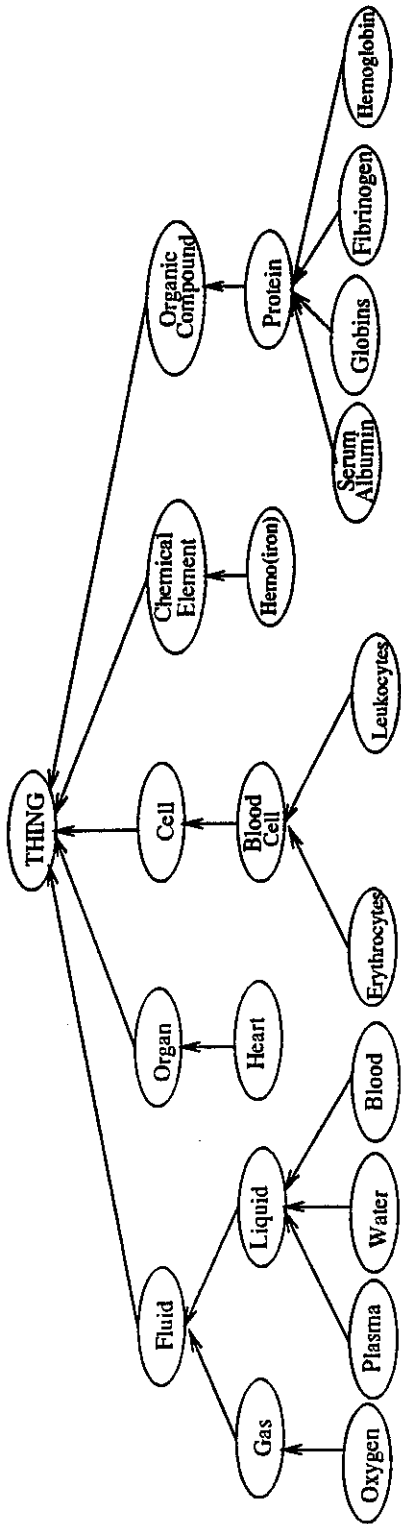 THING
Fluid
Organ
Cell
Chemical
Element
Organic
Compound
Gas
Liquid
Heart
Blood
Cell
Hemo(iron)
Protein
Oxygen
Plasma
Water
Blood
Erythrocytes
Leukocytes
Serum
Albumin
Globins
Fibrinogen
Hemoglobin